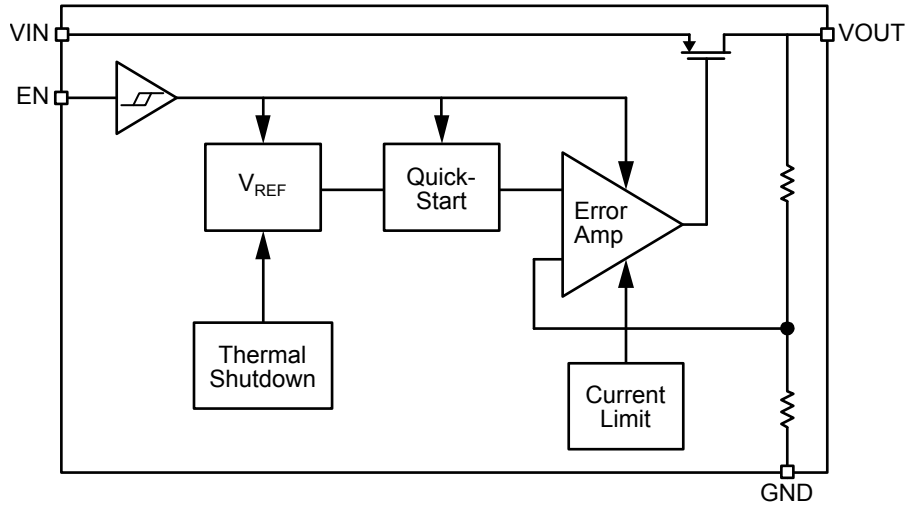 VIN
VOUT
EN
VREF
Quick-
Start
Error
Amp
Thermal
Shutdown
Current
Limit
GND